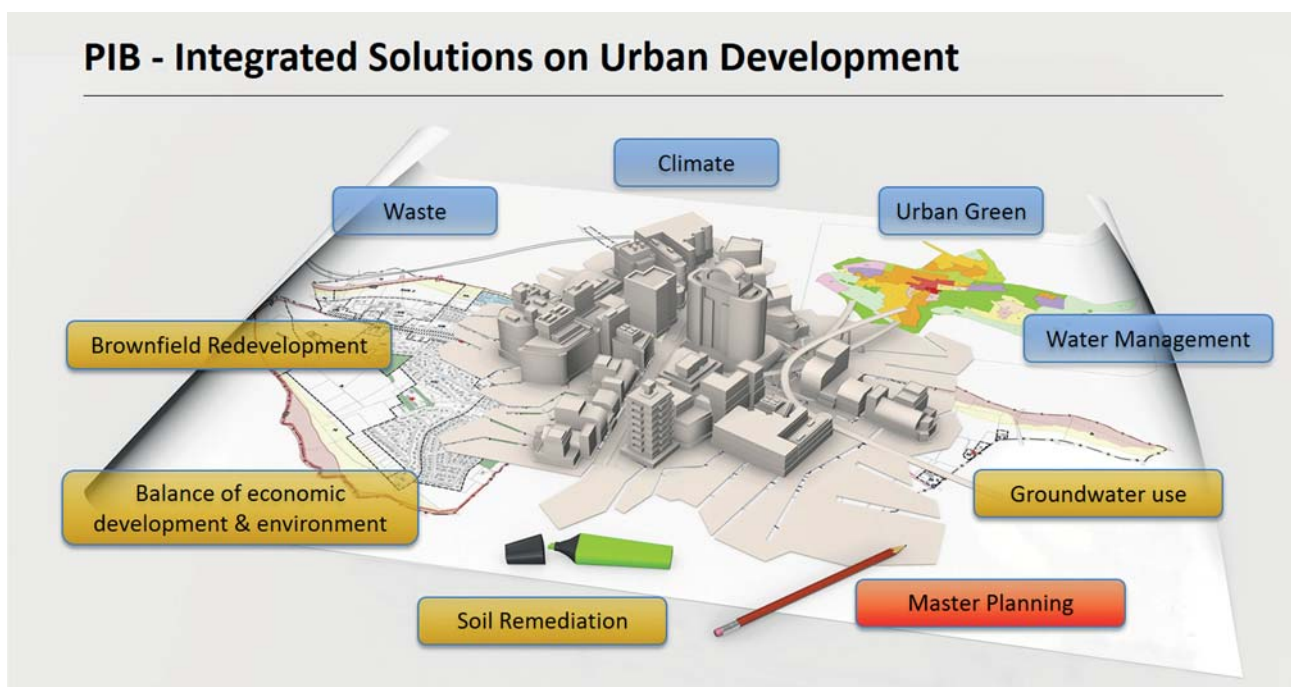 PIB - Integrated Solutions on Urban Development
Climate
Waste
Urban Green
Brownfield Redevelopment
Water Management
Balance of economic
development & environment
Groundwater use
Master Planning
Soil Remediation